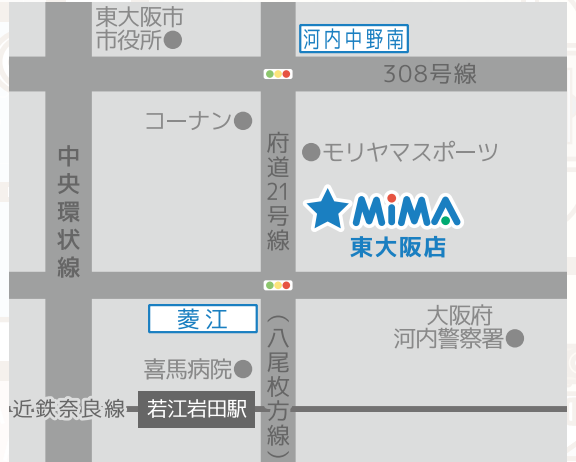 東大阪市
市役所
河内中野南
308号線
コーナン
モリヤマスポーツ
府道21号線
中央環状線
MiMA
東大阪店
菱江
大阪府
河内警察署
(八尾枚方線)
喜馬病院
近鉄奈良線
若江岩田駅